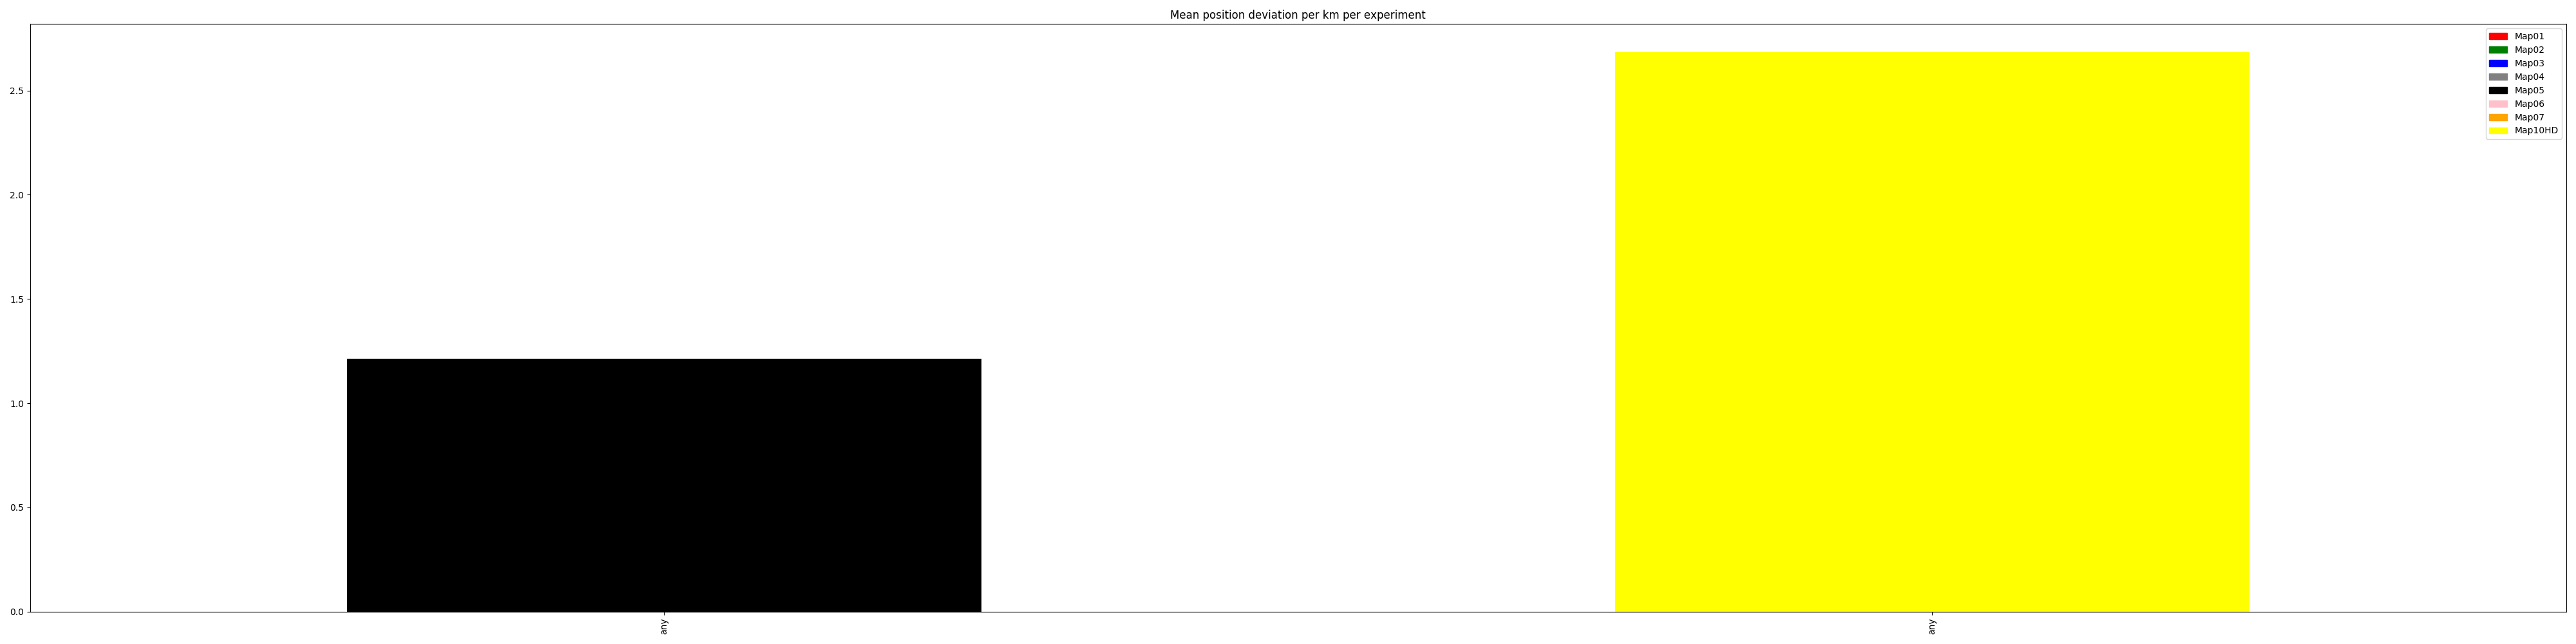 Mean position deviation per km per experiment
Map01
Map02
Map03
Map04
Map05
Map06
Map07
Map10HD
2.5
2.0
1.5
1.0
0.5
0.0
any
any